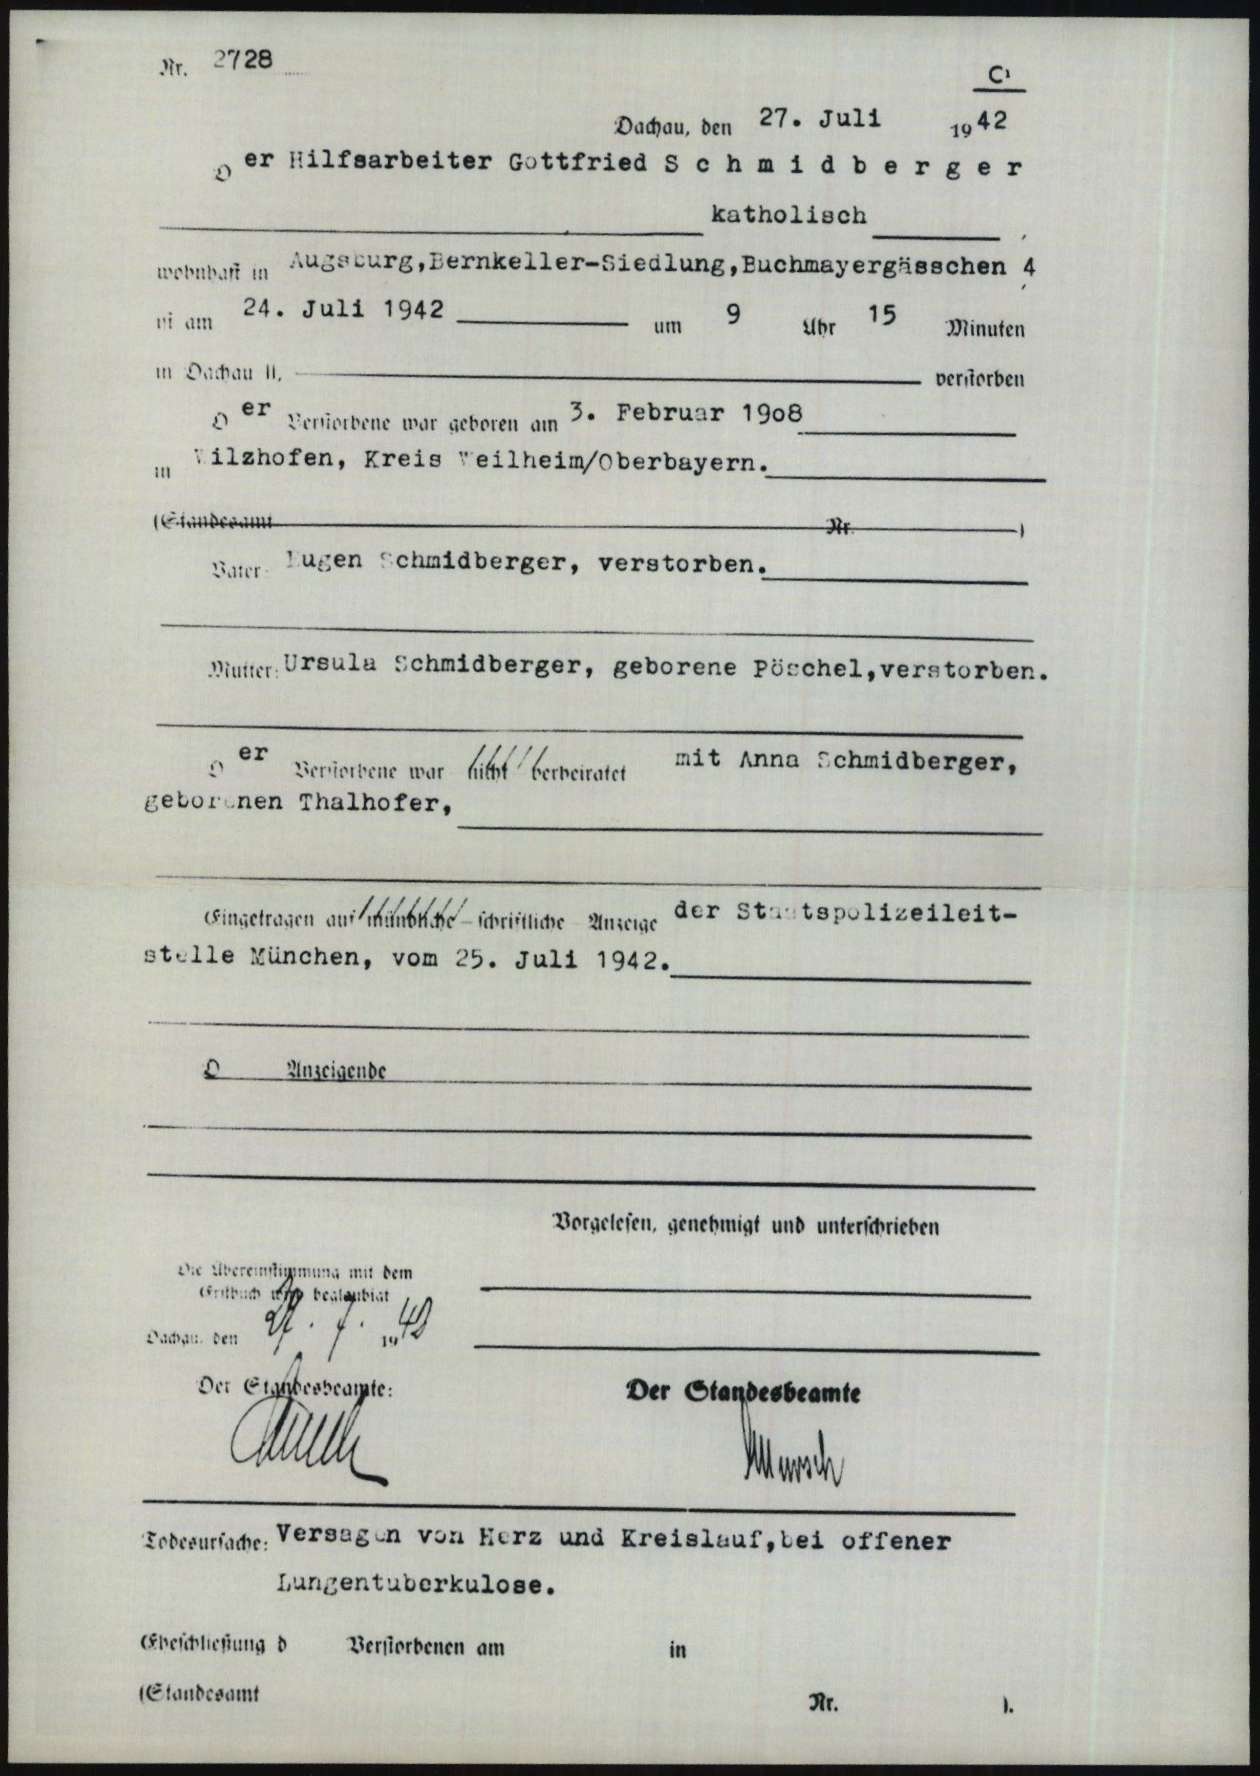 Nr. 2728
C
Dachau, den 27. Juli 1942
Der Hilfsarbeiter Gottfried Schmidberger
katholisch
wohnhaft in Augsburg,Bernkeller-Siedlung,Buchmayergässchen 4
ist am 24. Juli 1942 um 9 Uhr 15 Minuten
in Dachau II, verstorben
Der Verstorbene war geboren am 3. Februar 19o8
in Wilzhofen, Kreis Weilheim/Oberbayern.
(Standesamt Nr. )
Vater: Eugen Schmidberger, verstorben.
Mutter: Ursula Schmidberger, geborene Pöschel,verstorben.
Der Verstorbene war nicht verheiratet mit Anna Schmidberger,
geborenen Thalhofer,
Eingetragen auf mündliche - schriftliche - Anzeige der Staatspolizeileit-
stelle München, vom 25. Juli 1942.
D Anzeigende
Vorgelesen, genehmigt und unterschrieben
Die Übereinstimmung mit dem
Erstbuch wird beglaubigt
Dachau, den 27. 7. 1942
Der Standesbeamte:
Der Standesbeamte
Todesursache: Versagen von Herz und Kreislauf,bei offener
Lungentuberkulose.
Eheschließung d Verstorbenen am in
(Standesamt Nr. ).